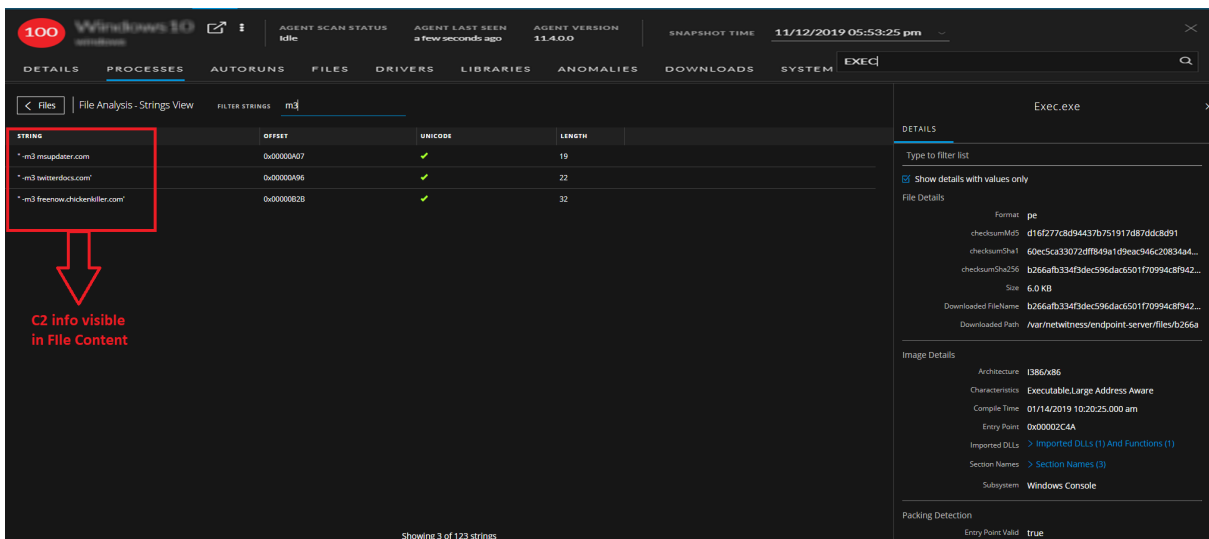 100 Windows10
windows
AGENT SCAN STATUS
Idle
AGENT LAST SEEN
a few seconds ago
AGENT VERSION
11.4.0.0
SNAPSHOT TIME 11/12/2019 05:53:25 pm
DETAILS PROCESSES AUTORUNS FILES DRIVERS LIBRARIES ANOMALIES DOWNLOADS SYSTEM EXEC
< Files File Analysis - Strings View FILTER STRINGS m3
STRING OFFSET UNICODE LENGTH
" -m3 msupdater.com 0x00000A07 19
" -m3 twitterdocs.com' 0x00000A96 22
" -m3 freenow.chickenkiller.com' 0x00000B2B 32
C2 info visible
in FIle Content
Showing 3 of 123 strings
Exec.exe
DETAILS
Type to filter list
Show details with values only
File Details
Format pe
checksumMd5 d16f277c8d94437b751917d87ddc8d91
checksumSha1 60ec5ca33072dff849a1d9eac946c20834a4...
checksumSha256 b266afb334f3dec596dac6501f70994c8f942...
Size 6.0 KB
Downloaded FileName b266afb334f3dec596dac6501f70994c8f942...
Downloaded Path /var/netwitness/endpoint-server/files/b266a
Image Details
Architecture I386/x86
Characteristics Executable,Large Address Aware
Compile Time 01/14/2019 10:20:25.000 am
Entry Point 0x00002C4A
Imported DLLs > Imported DLLs (1) And Functions (1)
Section Names > Section Names (3)
Subsystem Windows Console
Packing Detection
Entry Point Valid true